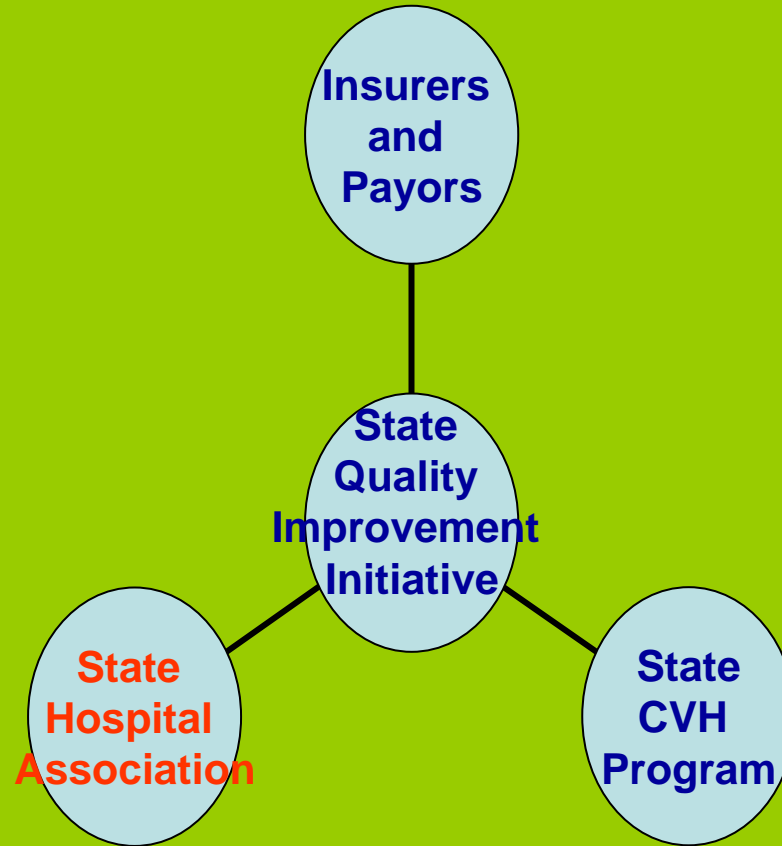 Insurers
and
Payors
State
Quality
Improvement
Initiative
State
Hospital
Association
State
CVH
Program